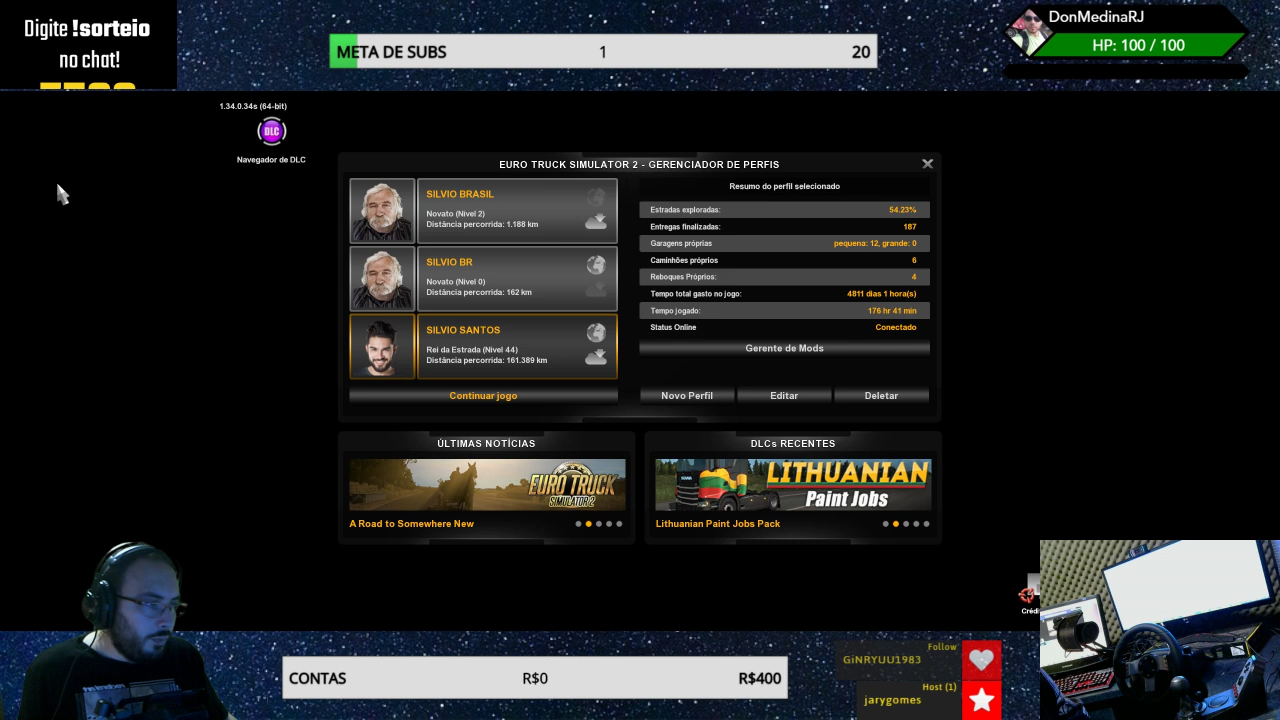 Digite !sorteio
no chat!
META DE SUBS 1 20
DonMedinaRJ
HP: 100 / 100
1.34.0.34s (64-bit)
DLC
Navegador de DLC
EURO TRUCK SIMULATOR 2 - GERENCIADOR DE PERFIS
SILVIO BRASIL
Novato (Nível 2)
Distância percorrida: 1.188 km
SILVIO BR
Novato (Nível 0)
Distância percorrida: 162 km
SILVIO SANTOS
Rei da Estrada (Nível 44)
Distância percorrida: 161.389 km
Continuar jogo
Resumo do perfil selecionado
Estradas exploradas: 54.23%
Entregas finalizadas: 187
Garagens próprias pequena: 12, grande: 0
Caminhões próprios 6
Reboques Próprios: 4
Tempo total gasto no jogo: 4811 dias 1 hora(s)
Tempo jogado: 176 hr 41 min
Status Online Conectado
Gerente de Mods
Novo Perfil Editar Deletar
ÚLTIMAS NOTÍCIAS
EURO TRUCK
SIMULATOR 2
A Road to Somewhere New
DLCs RECENTES
LITHUANIAN
Paint Jobs
Lithuanian Paint Jobs Pack
CONTAS R$0 R$400
Follow
GiNRYUU1983
Host (1)
jarygomes